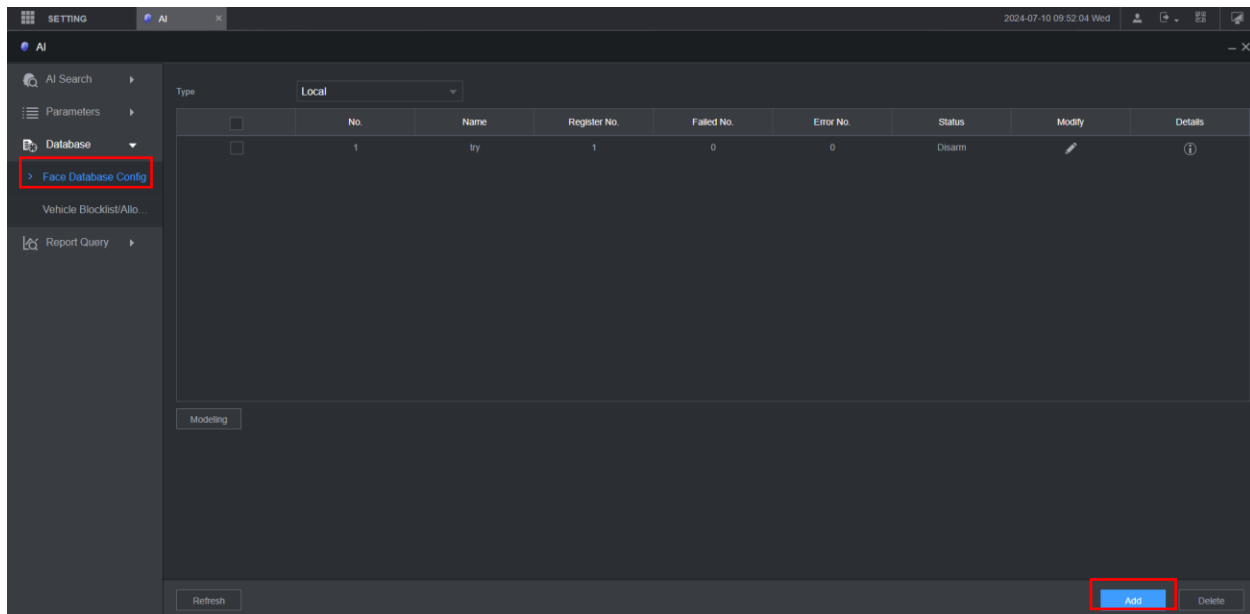 SETTING AI × 2024-07-10 09:52:04 Wed
AI
AI Search
Type Local
Parameters
No. Name Register No. Failed No. Error No. Status Modify Details
Database
1 try 1 0 0 Disarm
Face Database Config
Vehicle Blocklist/Allo...
Report Query
Modeling
Refresh Add Delete